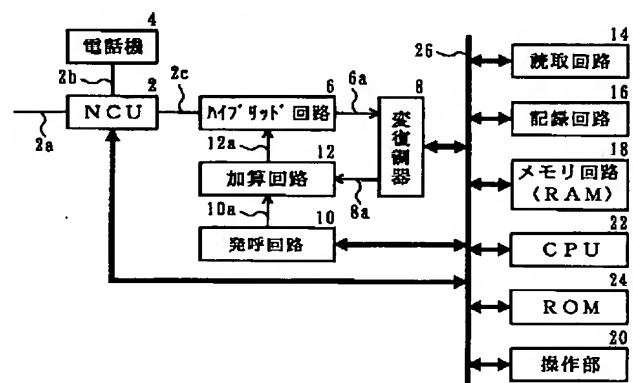 4
電話機
2b
2
NCU
2a
2c
6
ハイブリッド回路
6a
8
変復調器
12a
12
加算回路
8a
10a
10
発呼回路
26
14
読取回路
16
記録回路
18
メモリ回路
(RAM)
22
CPU
24
ROM
20
操作部